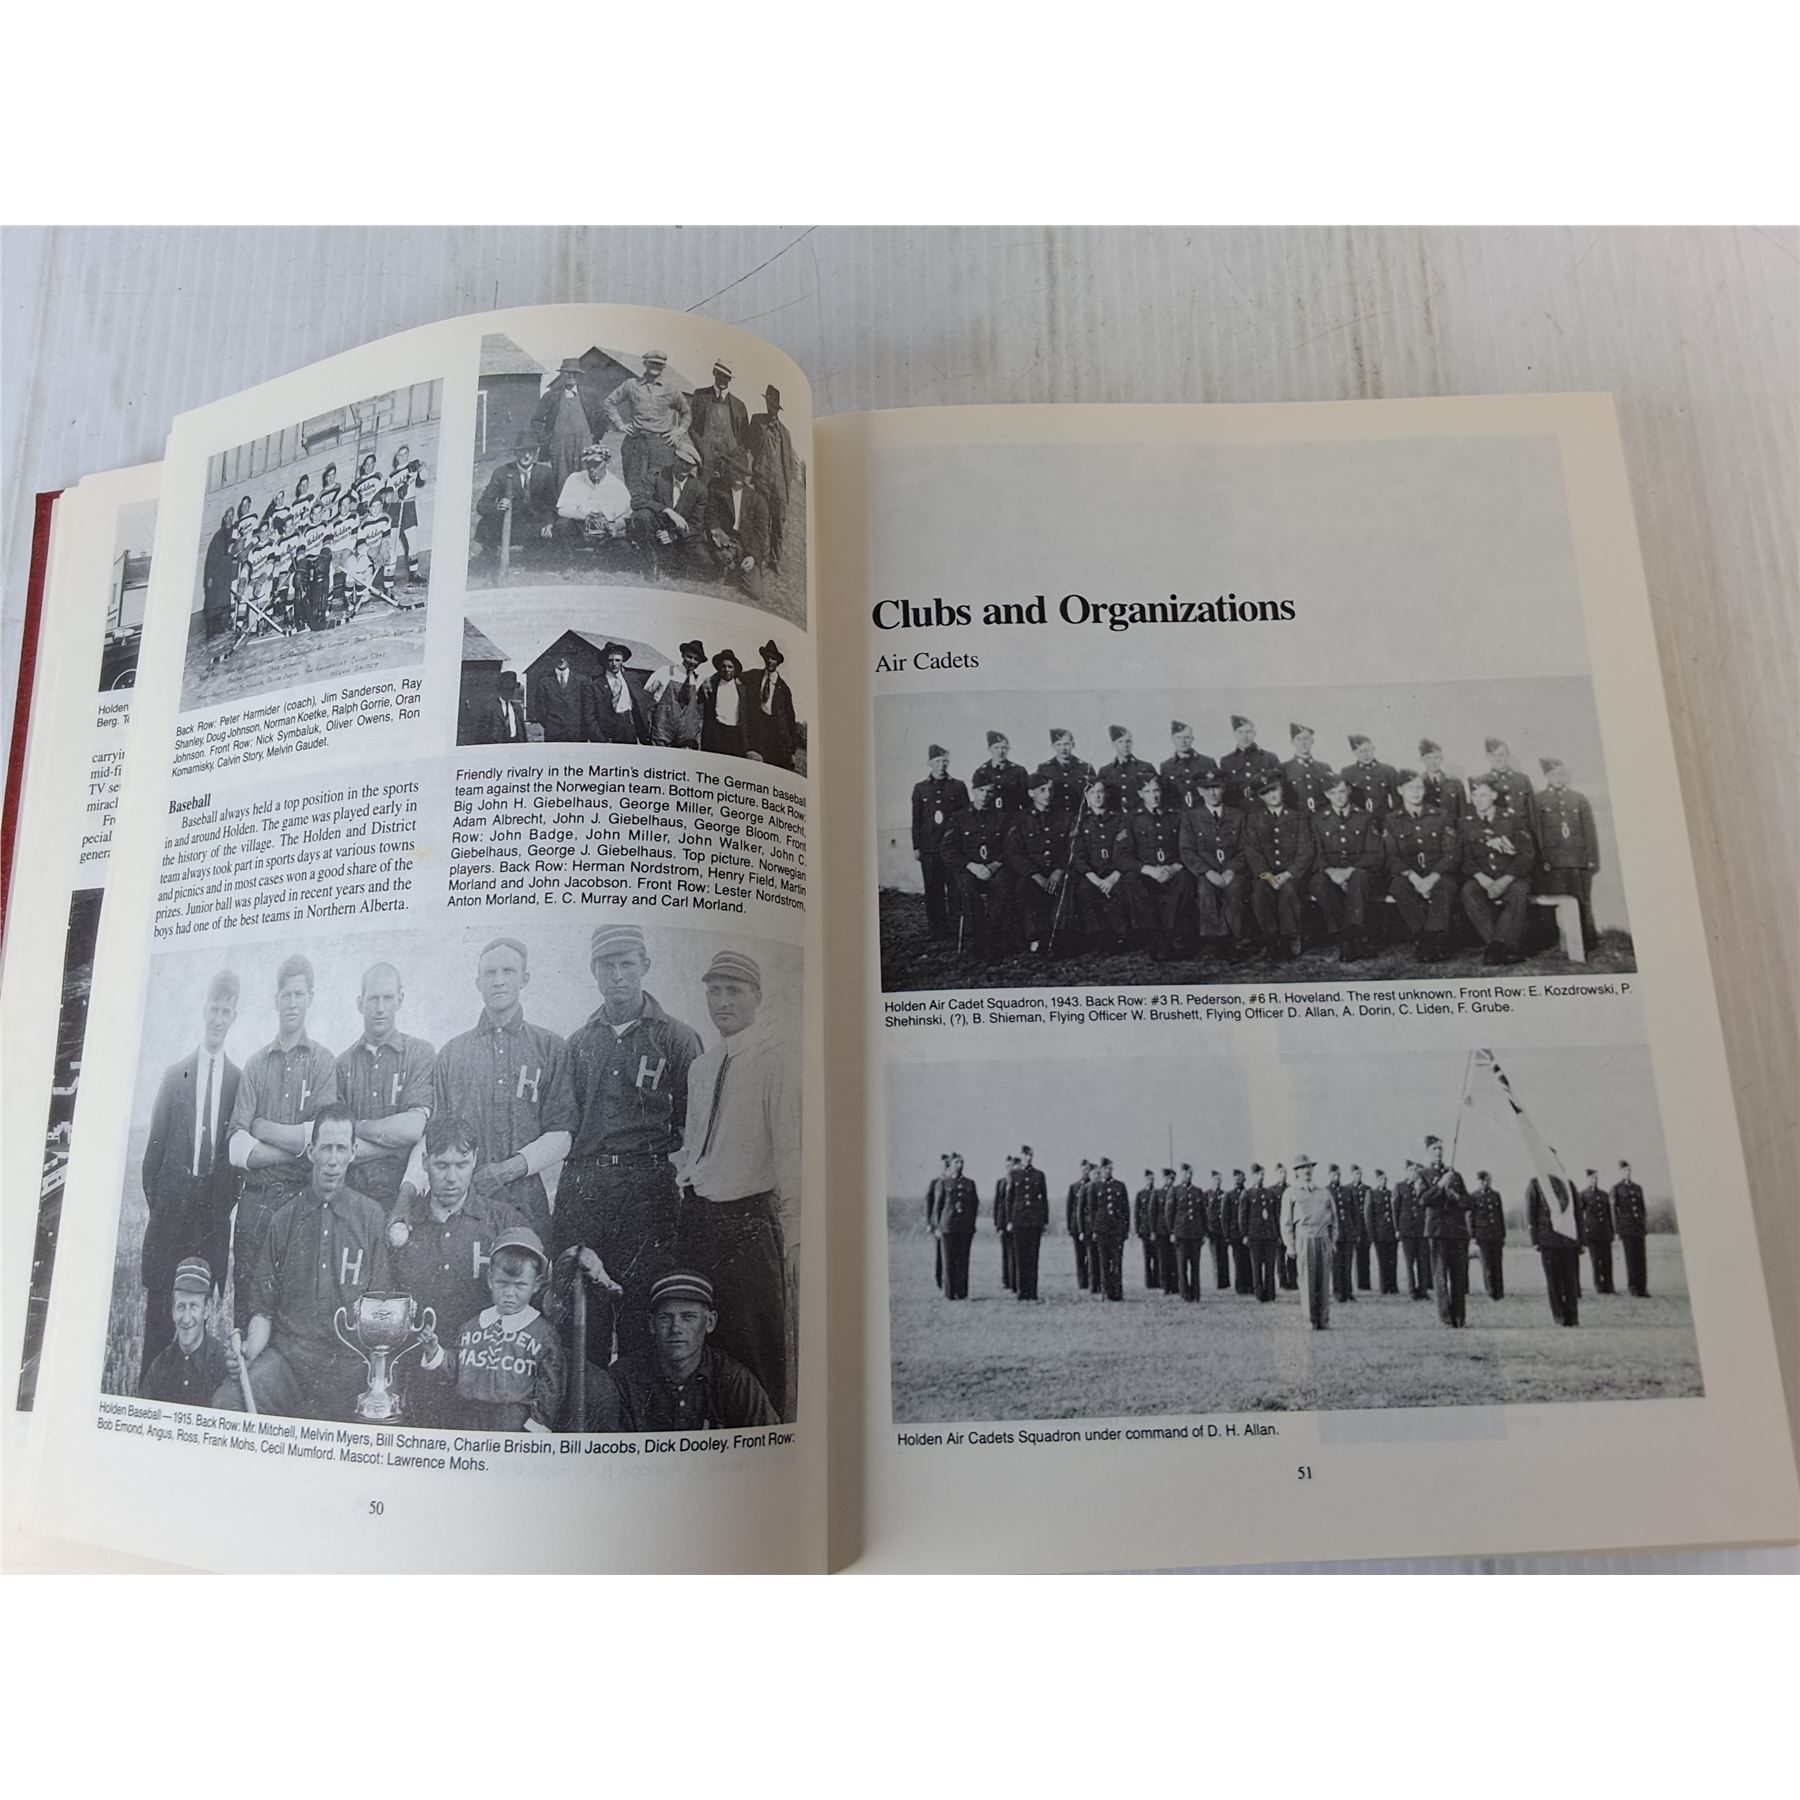 Holden
Berg. To
carryin
mid-fi
TV se
miracl
Fr
pecial
genera
Back Row: Peter Harmider (coach), Jim Sanderson, Ray
Shanley, Doug Johnson, Norman Koetke, Ralph Gorrie, Oran
Johnson. Front Row: Nick Symbaluk, Oliver Owens, Ron
Komarnisky, Calvin Story, Melvin Gaudet.
Baseball
Baseball always held a top position in the sports
in and around Holden. The game was played early in
the history of the village. The Holden and District
team always took part in sports days at various towns
and picnics and in most cases won a good share of the
prizes. Junior ball was played in recent years and the
boys had one of the best teams in Northern Alberta.
Friendly rivalry in the Martin's district. The German baseball
team against the Norwegian team. Bottom picture. Back Row:
Big John H. Giebelhaus, George Miller, George Albrecht,
Adam Albrecht, John J. Giebelhaus, George Bloom. Front
Row: John Badge, John Miller, John Walker, John C.
Giebelhaus, George J. Giebelhaus. Top picture. Norwegian
players. Back Row: Herman Nordstrom, Henry Field, Martin
Morland and John Jacobson. Front Row: Lester Nordstrom,
Anton Morland, E. C. Murray and Carl Morland.
H
H
H
H
H
H
HOLDEN
MASCOT
Holden Baseball — 1915. Back Row: Mr. Mitchell, Melvin Myers, Bill Schnare, Charlie Brisbin, Bill Jacobs, Dick Dooley. Front Row:
Bob Emond, Angus, Ross, Frank Mohs, Cecil Mumford. Mascot: Lawrence Mohs.
50
Clubs and Organizations
Air Cadets
Holden Air Cadet Squadron, 1943. Back Row: #3 R. Pederson, #6 R. Hoveland. The rest unknown. Front Row: E. Kozdrowski, P.
Shehinski, (?), B. Shieman, Flying Officer W. Brushett, Flying Officer D. Allan, A. Dorin, C. Liden, F. Grube.
Holden Air Cadets Squadron under command of D. H. Allan.
51